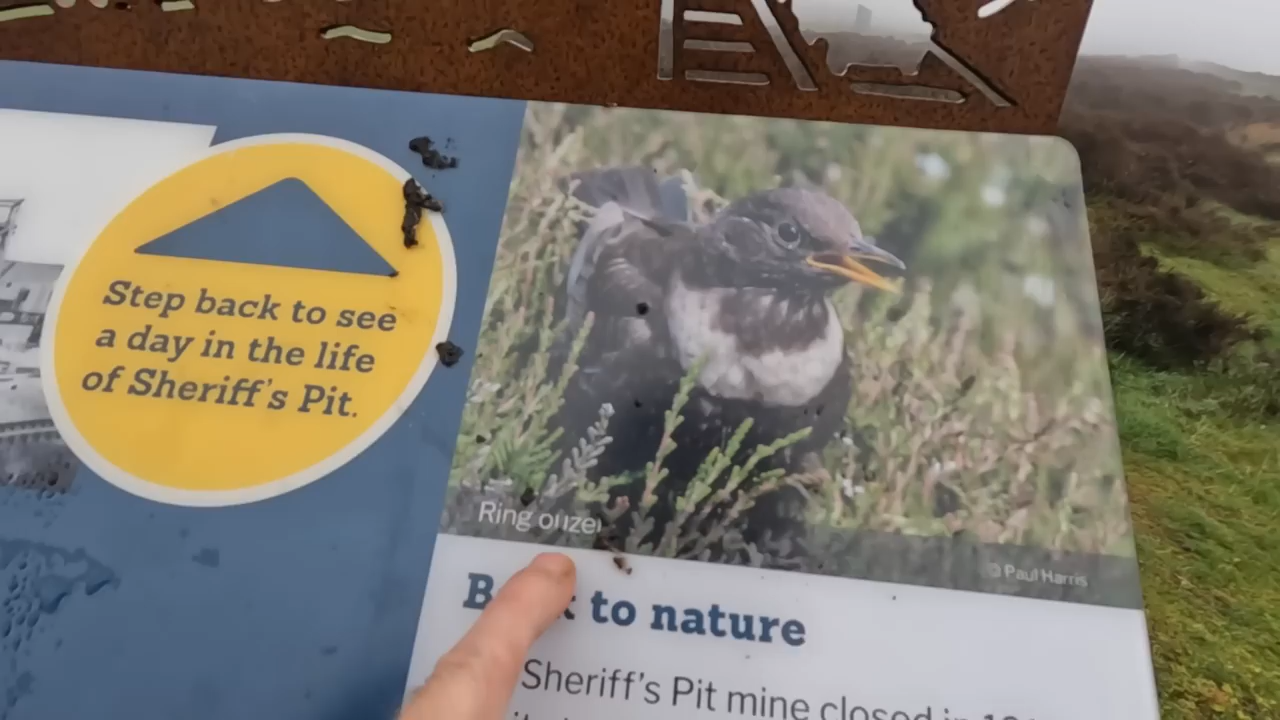 Step back to see
a day in the life
of Sheriff's Pit.
Ring ouzel
© Paul Harris
to nature
Sheriff's Pit mine closed in